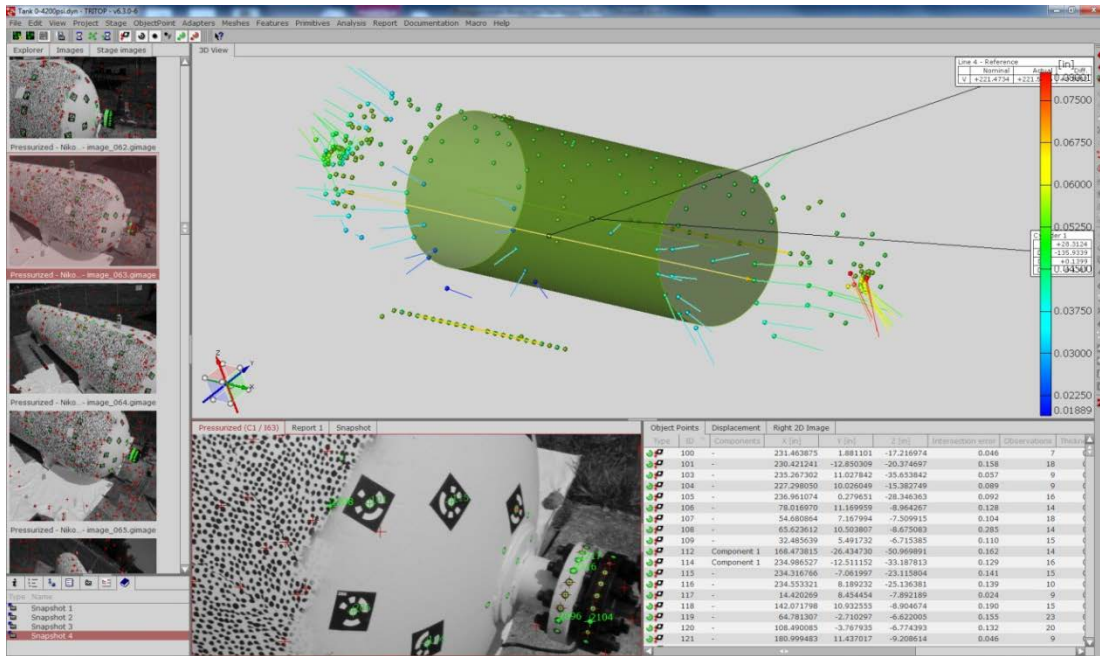 Tank 0-4200psi.dyn - TRITOP - v6.3.0-6
File Edit View Project Stage ObjectPoint Adapters Meshes Features Primitives Analysis Report Documentation Macro Help
Explorer Images Stage images
3D View
Pressurized - Niko...- image_062.gimage
Pressurized - Niko...- image_063.gimage
Pressurized - Niko...- image_064.gimage
Pressurized - Niko...- image_065.gimage
Line 4 - Reference
Nominal
Diff.
V +221.4734
[in]
0.07500
0.06750
0.06000
0.05250
0.04500
0.03750
0.03000
0.02250
0.01889
+28.3124
-135.9339
+0.1399
Z
Y
X
Type Name
Snapshot 1
Snapshot 2
Snapshot 3
Snapshot 4
Pressurized (C1 / I63) Report 1 Snapshot
2104
Object Points Displacement Right 2D Image
Type ID Components X [in] Y [in] Z [in] Intersection error Observations
100 - 231.463875 1.881101 -17.216974 0.046 7
101 - 230.421241 -12.850309 -20.374697 0.158 18
103 - 235.267302 11.027842 -35.653842 0.057 9
104 - 227.298050 10.026049 -15.382749 0.089 9
105 - 236.961074 0.279651 -28.346363 0.092 16
106 - 78.016970 11.169959 -8.964267 0.128 14
107 - 54.680864 7.167994 -7.509915 0.104 18
108 - 65.623612 10.503807 -8.675083 0.285 14
109 - 32.485639 5.491732 -6.715385 0.110 15
112 Component 1 168.473815 -26.434730 -50.969891 0.162 14
114 Component 1 234.986527 -12.511152 -33.187813 0.129 16
115 - 234.316766 -7.061997 -23.115804 0.141 15
116 - 234.553321 8.189232 -25.136381 0.139 10
117 - 14.420269 8.454454 -7.892189 0.024 9
118 - 142.071798 10.932555 -8.904674 0.190 15
119 - 64.781307 -2.710297 -6.622005 0.155 23
120 - 108.490085 -3.767935 -6.774393 0.132 20
121 - 180.999483 11.437017 -9.208614 0.046 9